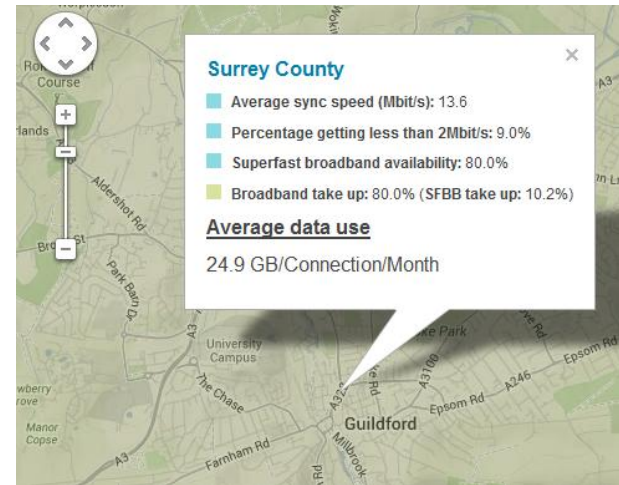 Surrey County
Average sync speed (Mbit/s): 13.6
Percentage getting less than 2Mbit/s: 9.0%
Superfast broadband availability: 80.0%
Broadband take up: 80.0% (SFBB take up: 10.2%)
Average data use
24.9 GB/Connection/Month
Course
A3
Aldershot Rd
Park Barn Dr
A3
University
Campus
The Chase
Manor
Copse
A3
Farnham Rd
Guildford
Millbrook
A3100
Epsom Rd
A246
Epsom Rd